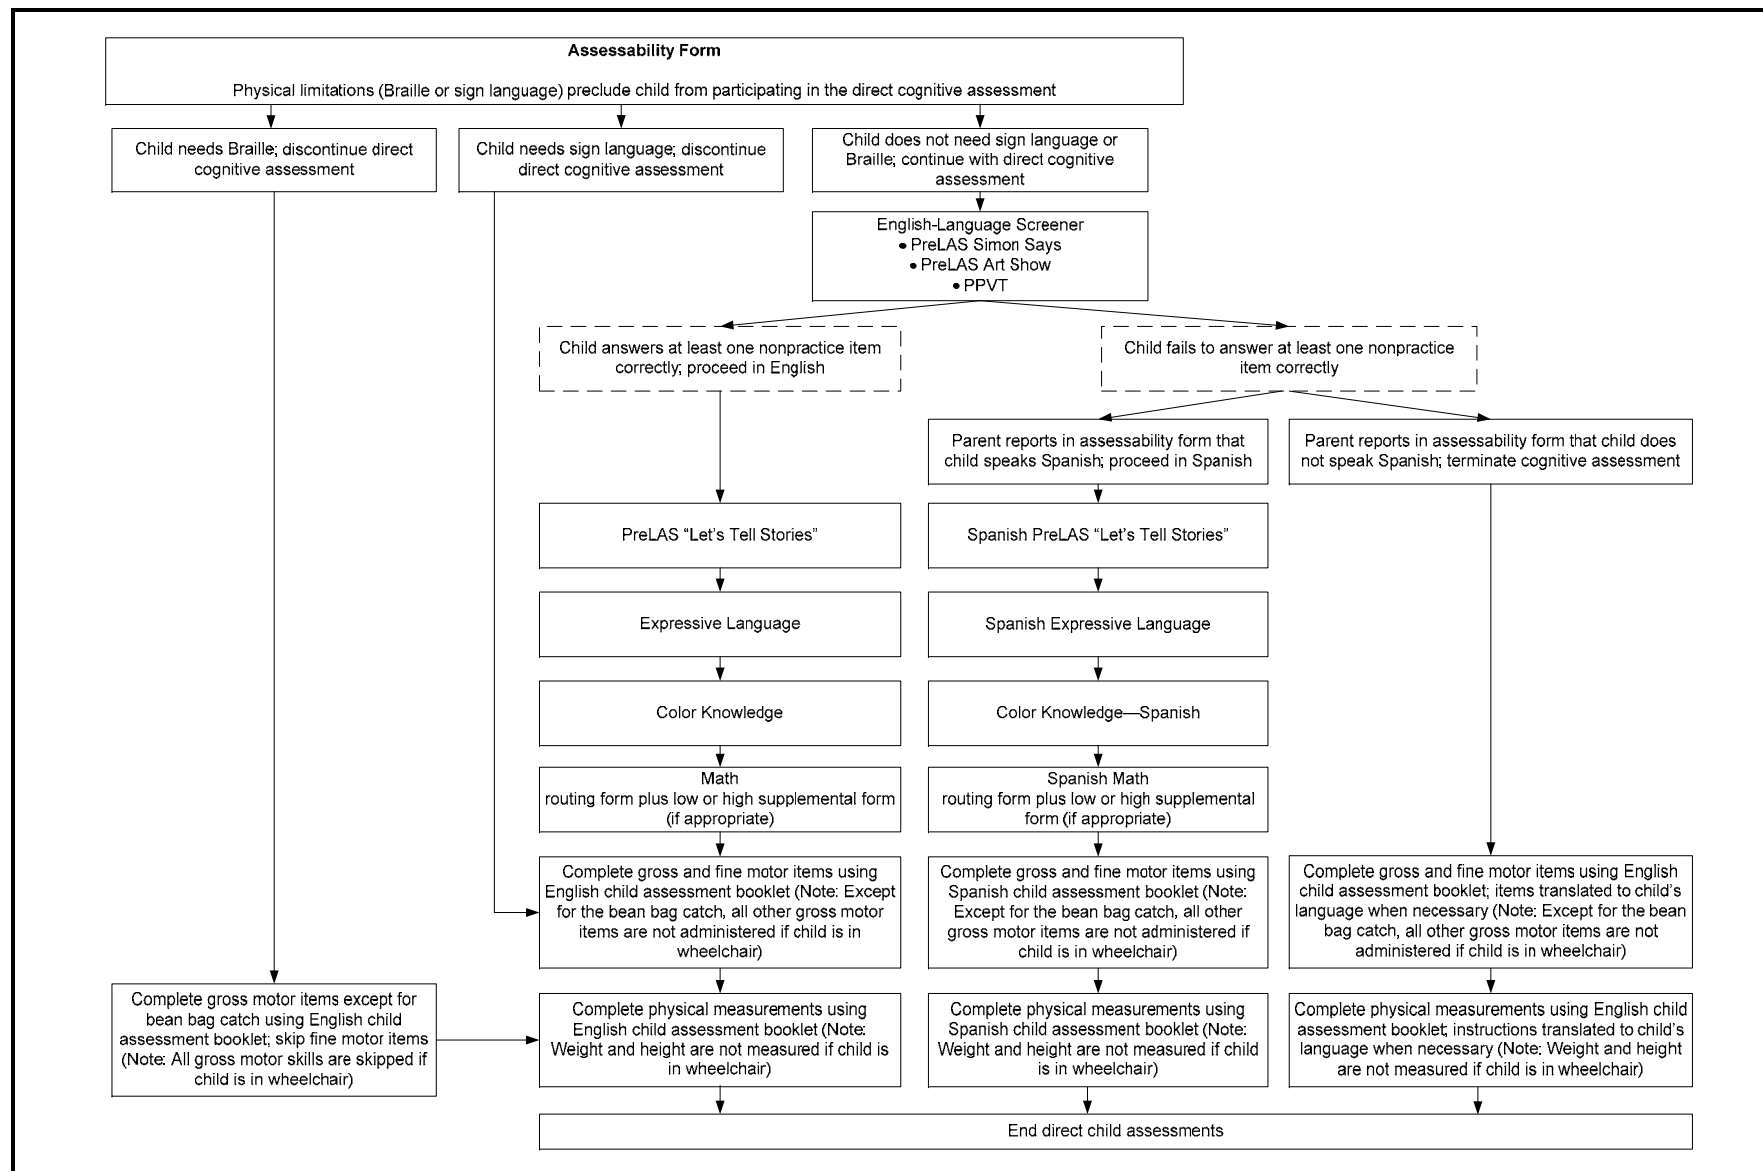 Assessability Form
Physical limitations (Braille or sign language) preclude child from participating in the direct cognitive assessment
Child needs Braille; discontinue direct
cognitive assessment
Child needs sign language; discontinue
direct cognitive assessment
Child does not need sign language or
Braille; continue with direct cognitive
assessment
English-Language Screener
● PreLAS Simon Says
● PreLAS Art Show
● PPVT
Child answers at least one nonpractice item
correctly; proceed in English
Child fails to answer at least one nonpractice
item correctly
Parent reports in assessability form that
child speaks Spanish; proceed in Spanish
Parent reports in assessability form that child does
not speak Spanish; terminate cognitive assessment
PreLAS “Let’s Tell Stories”
Spanish PreLAS “Let’s Tell Stories”
Expressive Language
Spanish Expressive Language
Color Knowledge
Color Knowledge—Spanish
Math
routing form plus low or high supplemental form
(if appropriate)
Spanish Math
routing form plus low or high supplemental
form (if appropriate)
Complete gross and fine motor items using
English child assessment booklet (Note: Except
for the bean bag catch, all other gross motor
items are not administered if child is in
wheelchair)
Complete gross and fine motor items using
Spanish child assessment booklet (Note:
Except for the bean bag catch, all other
gross motor items are not administered if
child is in wheelchair)
Complete gross and fine motor items using English
child assessment booklet; items translated to child’s
language when necessary (Note: Except for the bean
bag catch, all other gross motor items are not
administered if child is in wheelchair)
Complete gross motor items except for
bean bag catch using English child
assessment booklet; skip fine motor items
(Note: All gross motor skills are skipped if
child is in wheelchair)
Complete physical measurements using
English child assessment booklet (Note:
Weight and height are not measured if child is
in wheelchair)
Complete physical measurements using
Spanish child assessment booklet (Note:
Weight and height are not measured if child
is in wheelchair)
Complete physical measurements using English child
assessment booklet; instructions translated to child’s
language when necessary (Note: Weight and height
are not measured if child is in wheelchair)
End direct child assessments